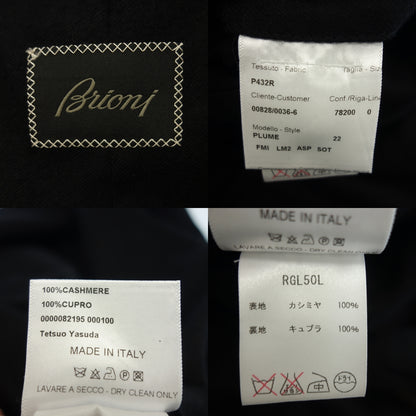 Brioni
Tessuto - Fabric Taglia - Size
P432R
Cliente-Customer Conf/Riga-Line
00828/0036-6 78200 0
Modello - Style
PLUME 22
FMI LM2 ASP SOT
100%CASHMERE
100%CUPRO
0000082195 000100
Tetsuo Yasuda
MADE IN ITALY
LAVARE A SECCO - DRY CLEAN ONLY
MADE IN ITALY
LAVARE A SECCO - DRY CLEAN ONLY
RGL50L
表地 カシミヤ 100%
裏地 キュプラ 100%
ドライ